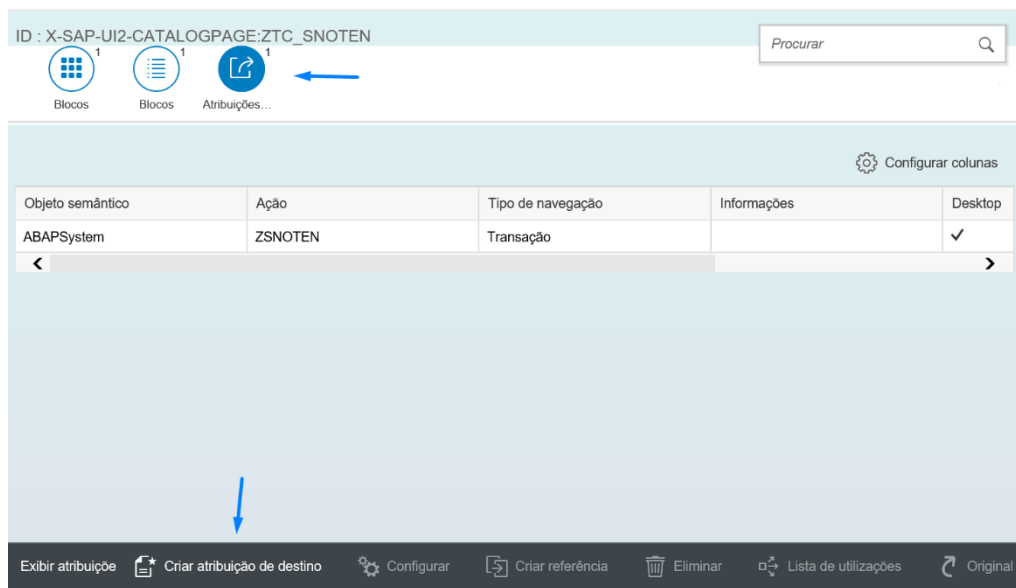 ID : X-SAP-UI2-CATALOGPAGE:ZTC_SNOTEN
Procurar
1 1 1
Blocos Blocos Atribuições...
Configurar colunas
Objeto semântico Ação Tipo de navegação Informações Desktop
ABAPSystem ZSNOTEN Transação
Exibir atribuiçõe Criar atribuição de destino Configurar Criar referência Eliminar Lista de utilizações Original